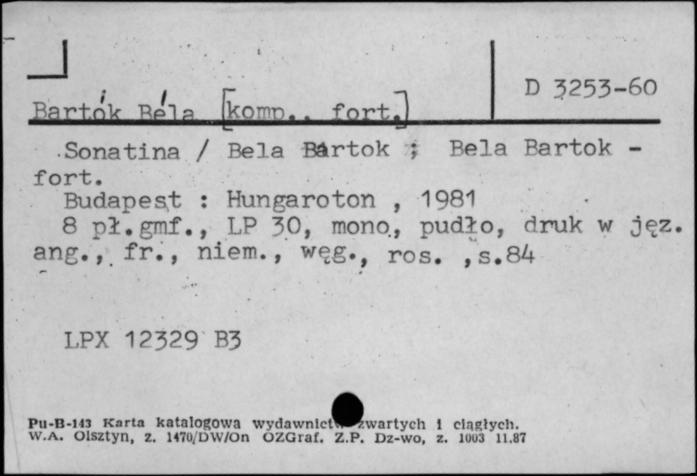 D 3253-60
Bartók Béla [komp., fort.]
Sonatina / Bela Bartok ; Bela Bartok -
fort.
Budapest : Hungaroton , 1981
8 pł.gmf., LP 30, mono, pudło, druk w jęz.
ang., fr., niem., węg., ros. ,s.84
LPX 12329 B3
Pu-B-143 Karta katalogowa wydawnictw zwartych i ciągłych.
W.A. Olsztyn, z. 1470/DW/On OZGraf. Z.P. Dz-wo, z. 1003 11.87